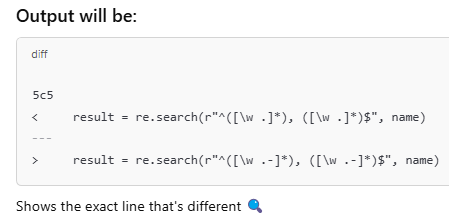 Output will be:
diff
5c5
<     result = re.search(r"^([\w .]*), ([\w .]*)$", name)
---
>     result = re.search(r"^([\w .-]*), ([\w .-]*)$", name)
Shows the exact line that's different 🔍